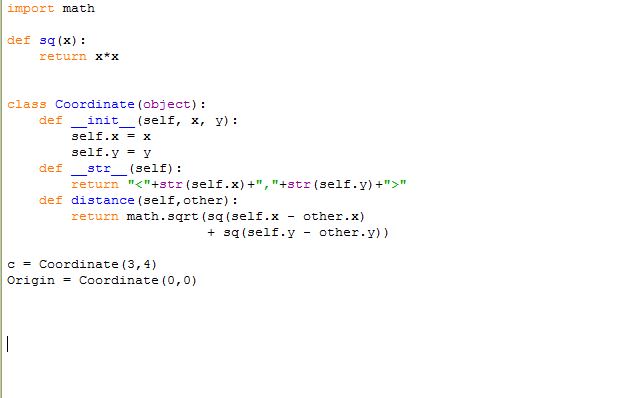 import math
def sq(x):
    return x*x
class Coordinate(object):
    def __init__(self, x, y):
        self.x = x
        self.y = y
    def __str__(self):
        return "<"+str(self.x)+","+str(self.y)+">"
    def distance(self,other):
        return math.sqrt(sq(self.x - other.x)
                         + sq(self.y - other.y))
c = Coordinate(3,4)
Origin = Coordinate(0,0)